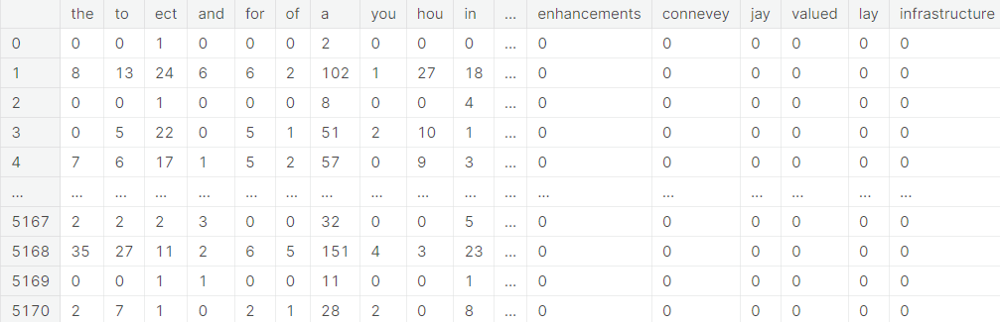 the to ect and for of a you hou in ... enhancements connevey jay valued lay infrastructure
0 0 0 1 0 0 0 2 0 0 0 ... 0 0 0 0 0 0
1 8 13 24 6 6 2 102 1 27 18 ... 0 0 0 0 0 0
2 0 0 1 0 0 0 8 0 0 4 ... 0 0 0 0 0 0
3 0 5 22 0 5 1 51 2 10 1 ... 0 0 0 0 0 0
4 7 6 17 1 5 2 57 0 9 3 ... 0 0 0 0 0 0
... ... ... ... ... ... ... ... ... ... ... ... ... ... ... ... ... ...
5167 2 2 2 3 0 0 32 0 0 5 ... 0 0 0 0 0 0
5168 35 27 11 2 6 5 151 4 3 23 ... 0 0 0 0 0 0
5169 0 0 1 1 0 0 11 0 0 1 ... 0 0 0 0 0 0
5170 2 7 1 0 2 1 28 2 0 8 ... 0 0 0 0 0 0